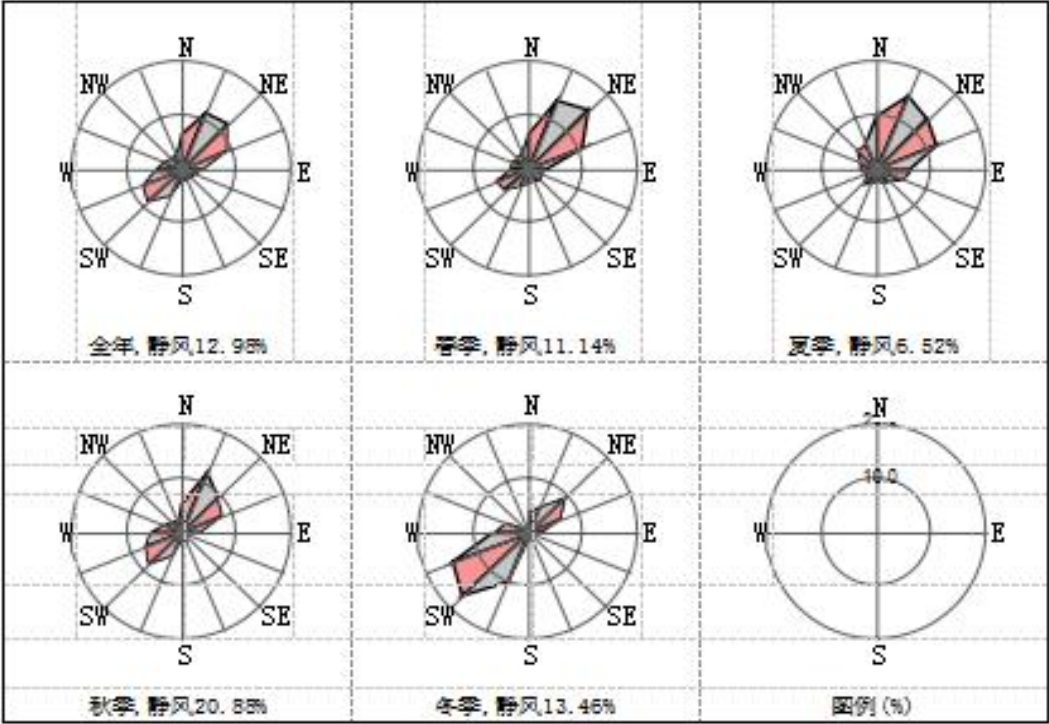 N
NW NE
W E
SW SE
S
全年,静风12.98%
N
NW NE
W E
SW SE
S
春季,静风11.14%
N
NW NE
W E
SW SE
S
夏季,静风6.52%
N
NW NE
W E
SW SE
S
秋季,静风20.88%
N
NW NE
W E
SW SE
S
冬季,静风13.46%
N
10.0
W E
S
图例(%)